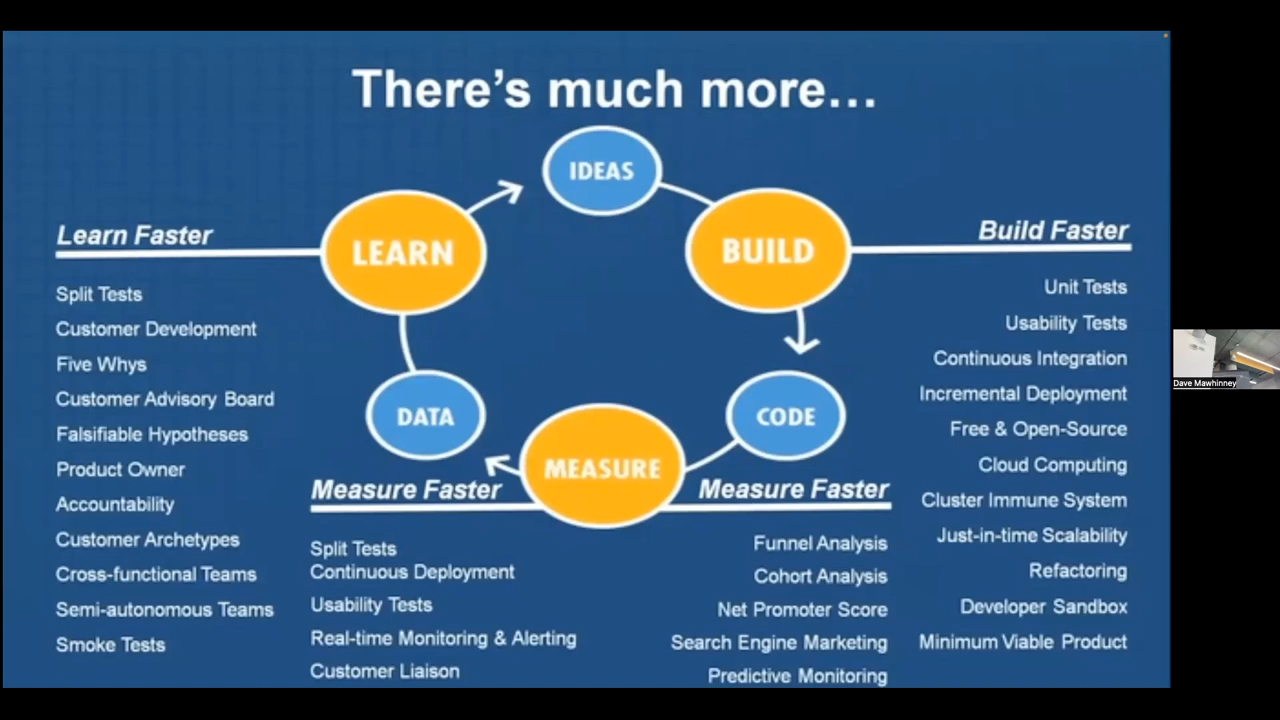 There's much more…
IDEAS
LEARN
BUILD
DATA
CODE
MEASURE
Learn Faster
Split Tests
Customer Development
Five Whys
Customer Advisory Board
Falsifiable Hypotheses
Product Owner
Accountability
Customer Archetypes
Cross-functional Teams
Semi-autonomous Teams
Smoke Tests
Measure Faster
Split Tests
Continuous Deployment
Usability Tests
Real-time Monitoring & Alerting
Customer Liaison
Measure Faster
Funnel Analysis
Cohort Analysis
Net Promoter Score
Search Engine Marketing
Predictive Monitoring
Build Faster
Unit Tests
Usability Tests
Continuous Integration
Incremental Deployment
Free & Open-Source
Cloud Computing
Cluster Immune System
Just-in-time Scalability
Refactoring
Developer Sandbox
Minimum Viable Product
Dave Mawhinney